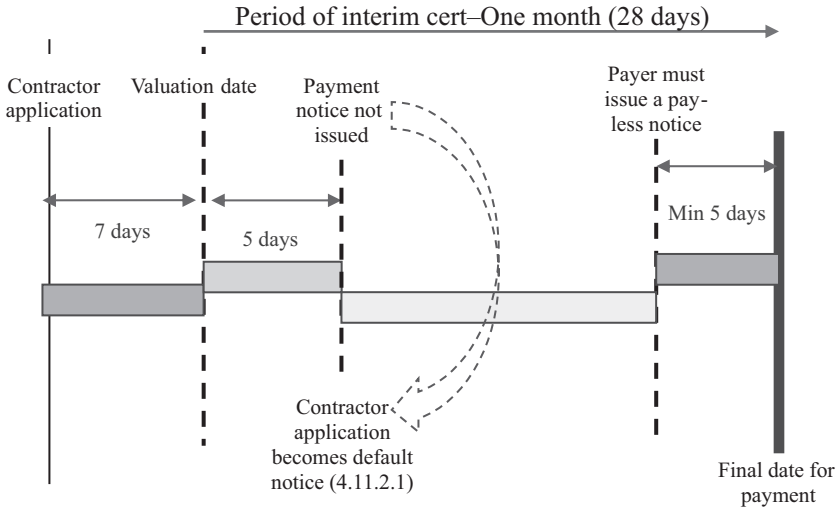 Period of interim cert–One month (28 days)
Contractor
application
Valuation date
Payment
notice not
issued
Payer must
issue a pay-
less notice
7 days
5 days
Min 5 days
Contractor
application
becomes default
notice (4.11.2.1)
Final date for
payment